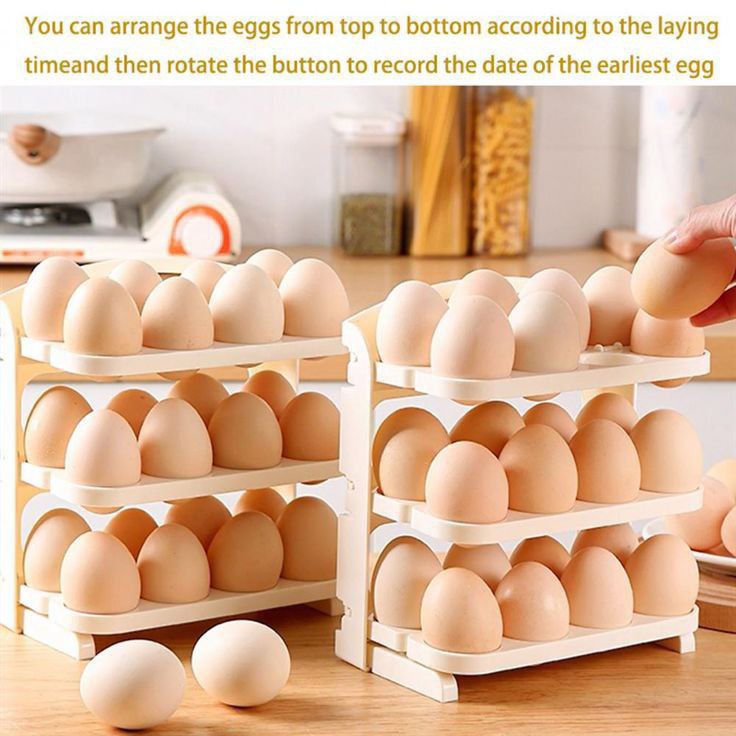 You can arrange the eggs from top to bottom according to the laying
timeand then rotate the button to record the date of the earliest egg